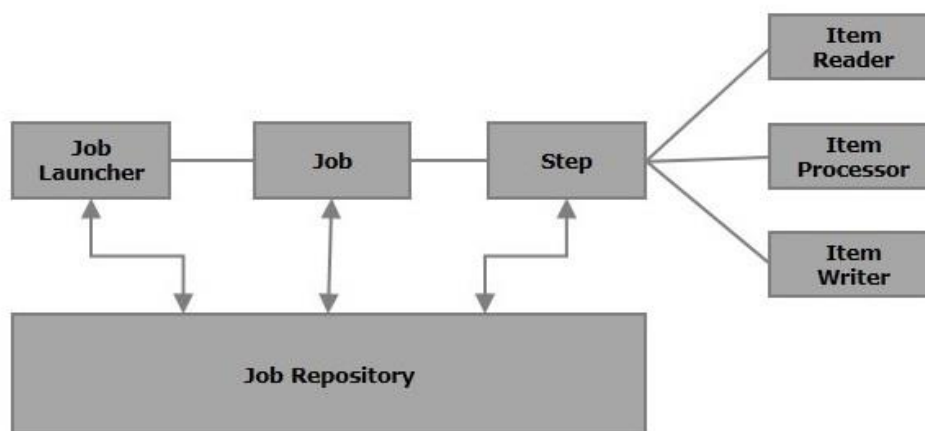 Item
Reader
Job
Launcher
Job
Step
Item
Processor
Item
Writer
Job Repository